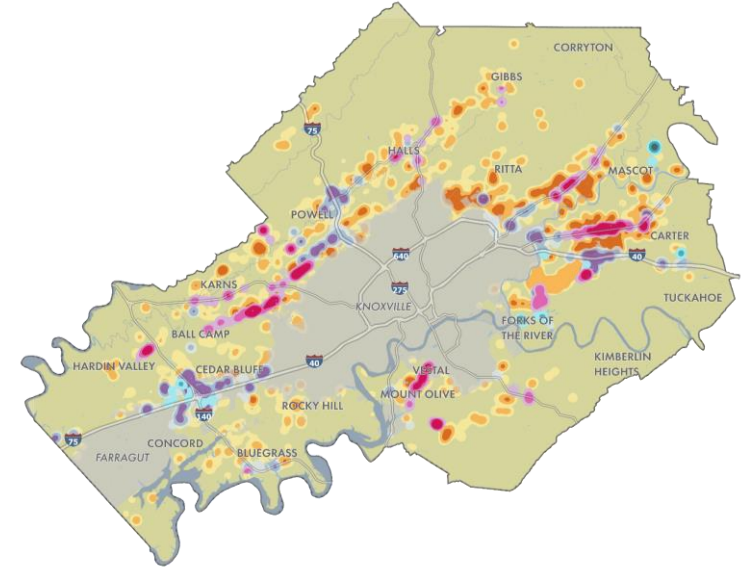 CORRYTON
GIBBS
75
HALLS
RITTA
MASCOT
POWELL
CARTER
640
40
KARNS
275
TUCKAHOE
KNOXVILLE
BALL CAMP
FORKS OF
THE RIVER
HARDIN VALLEY
CEDAR BLUFF
40
VESTAL
KIMBERLIN
HEIGHTS
MOUNT OLIVE
ROCKY HILL
140
75
CONCORD
FARRAGUT
BLUEGRASS